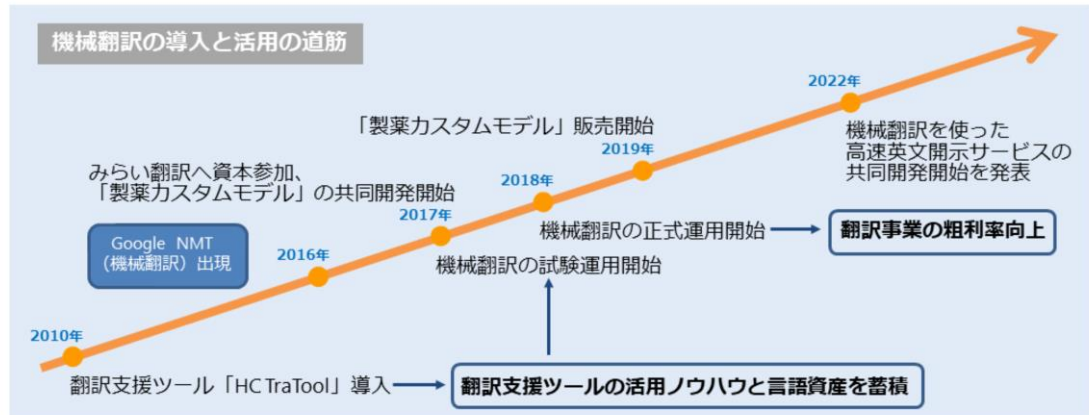 機械翻訳の導入と活用の道筋
2022年
「製薬カスタムモデル」販売開始
2019年
機械翻訳を使った
高速英文開示サービスの
共同開発開始を発表
みらい翻訳へ資本参加、
「製薬カスタムモデル」の共同開発開始
2018年
2017年
機械翻訳の正式運用開始
翻訳事業の粗利率向上
Google NMT
（機械翻訳）出現
2016年
機械翻訳の試験運用開始
2010年
翻訳支援ツール「HC TraTool」導入
翻訳支援ツールの活用ノウハウと言語資産を蓄積